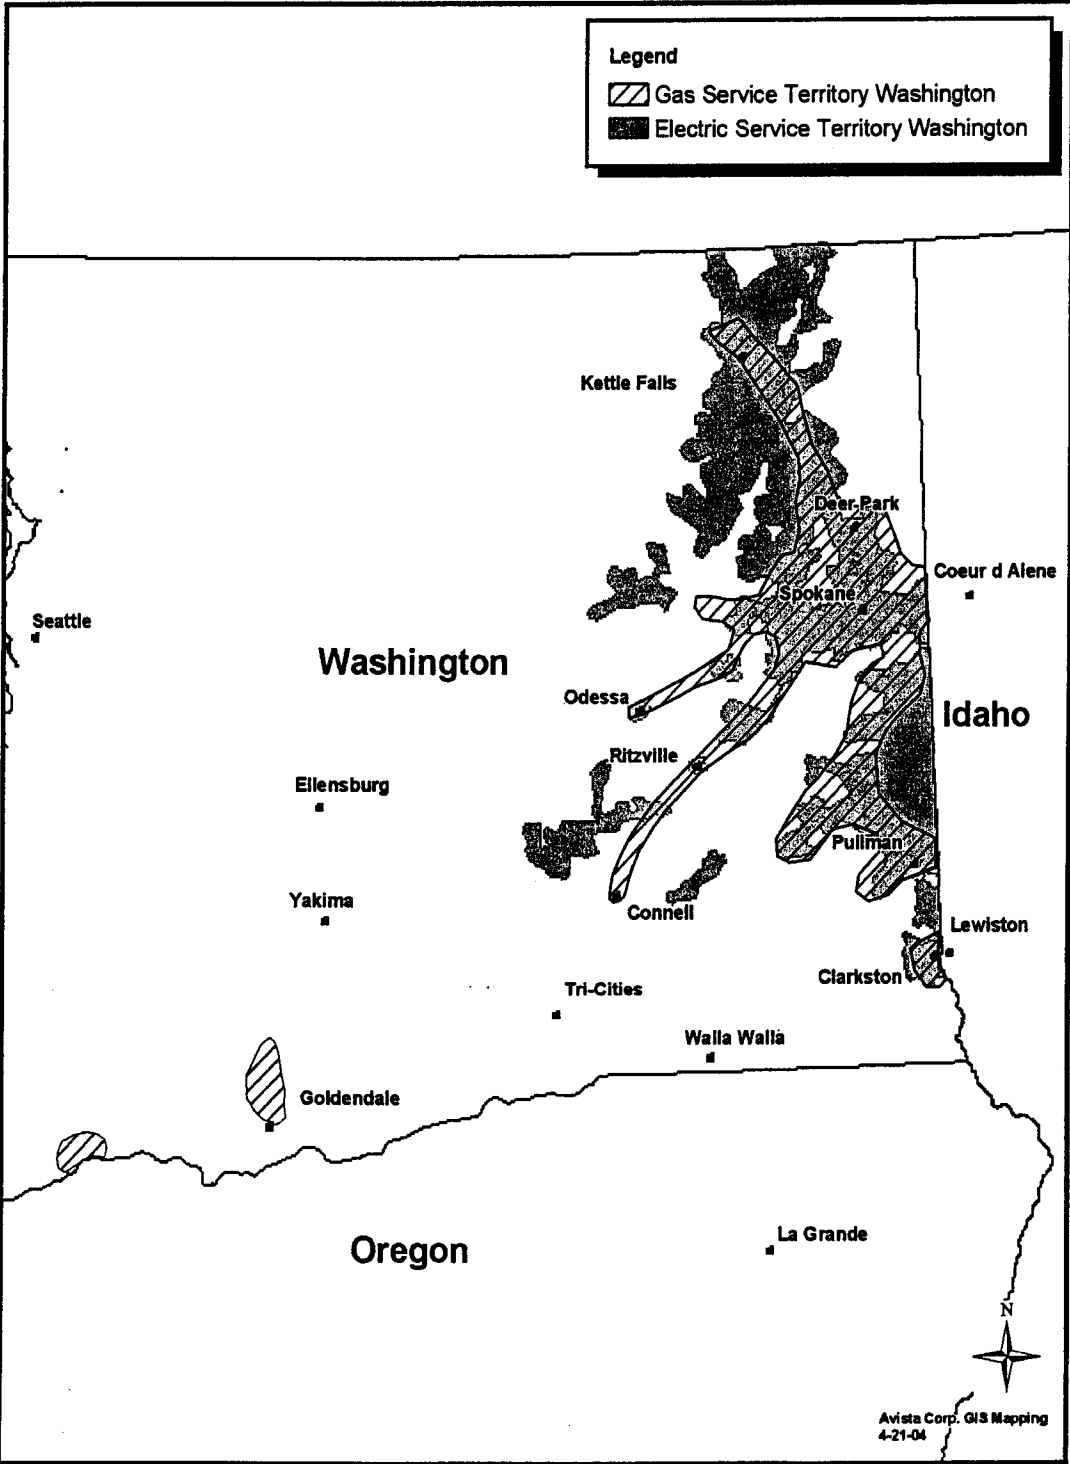 Legend
Gas Service Territory Washington
Electric Service Territory Washington
Kettle Falls
Deer Park
Coeur d Alene
Spokane
Seattle
Washington
Odessa
Idaho
Ritzville
Ellensburg
Pullman
Yakima
Connell
Lewiston
Clarkston
Tri-Cities
Walla Walla
Goldendale
La Grande
Oregon
N
Avista Corp. GIS Mapping
4-21-04